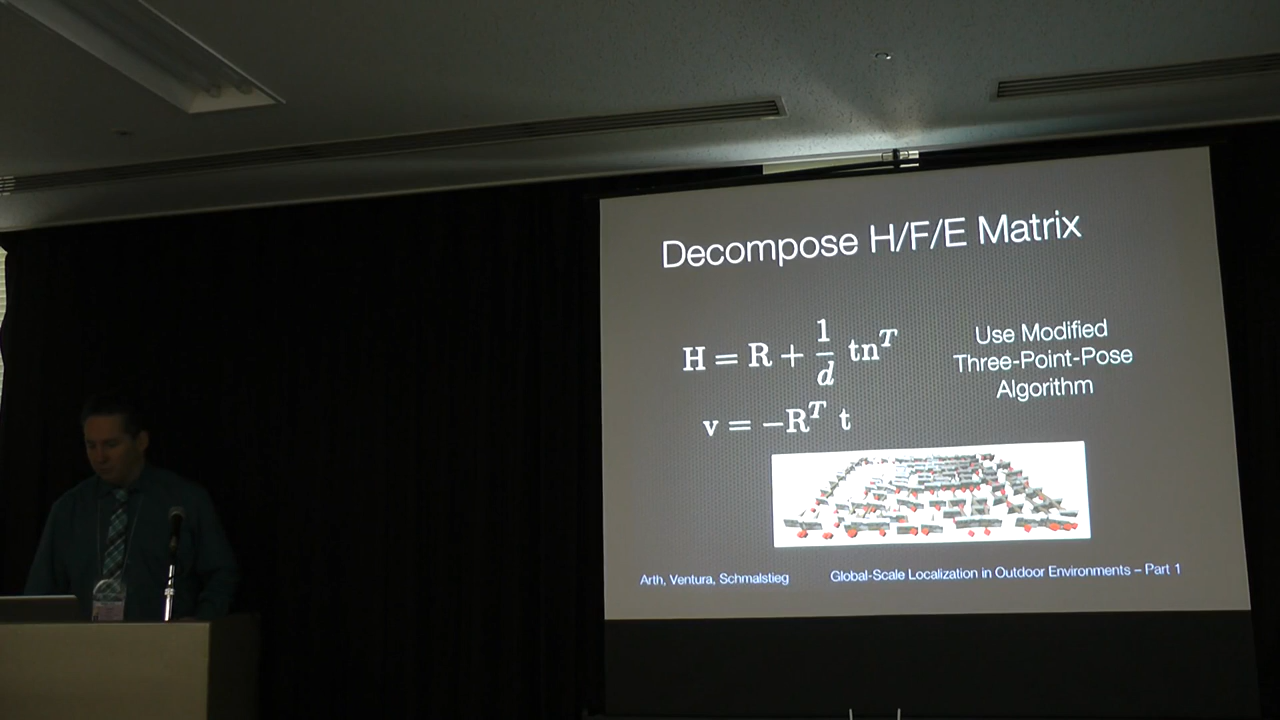 Decompose H/F/E Matrix
H = R + 1/d tn^T
v = −R^T t
Use Modified
Three-Point-Pose
Algorithm
Arth, Ventura, Schmalstieg
Global-Scale Localization in Outdoor Environments – Part 1